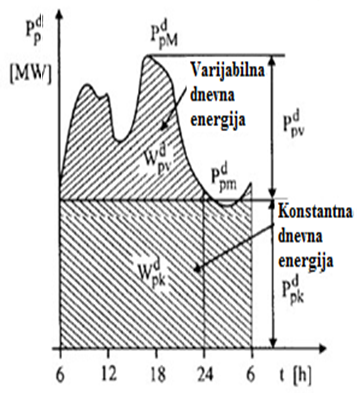 P_p^d
[MW]
P_pM^d
Varijabilna
dnevna
energija
P_pv^d
W_pv^d
P_pm^d
Konstantna
dnevna
energija
W_pk^d
P_pk^d
6 12 18 24 6 t [h]